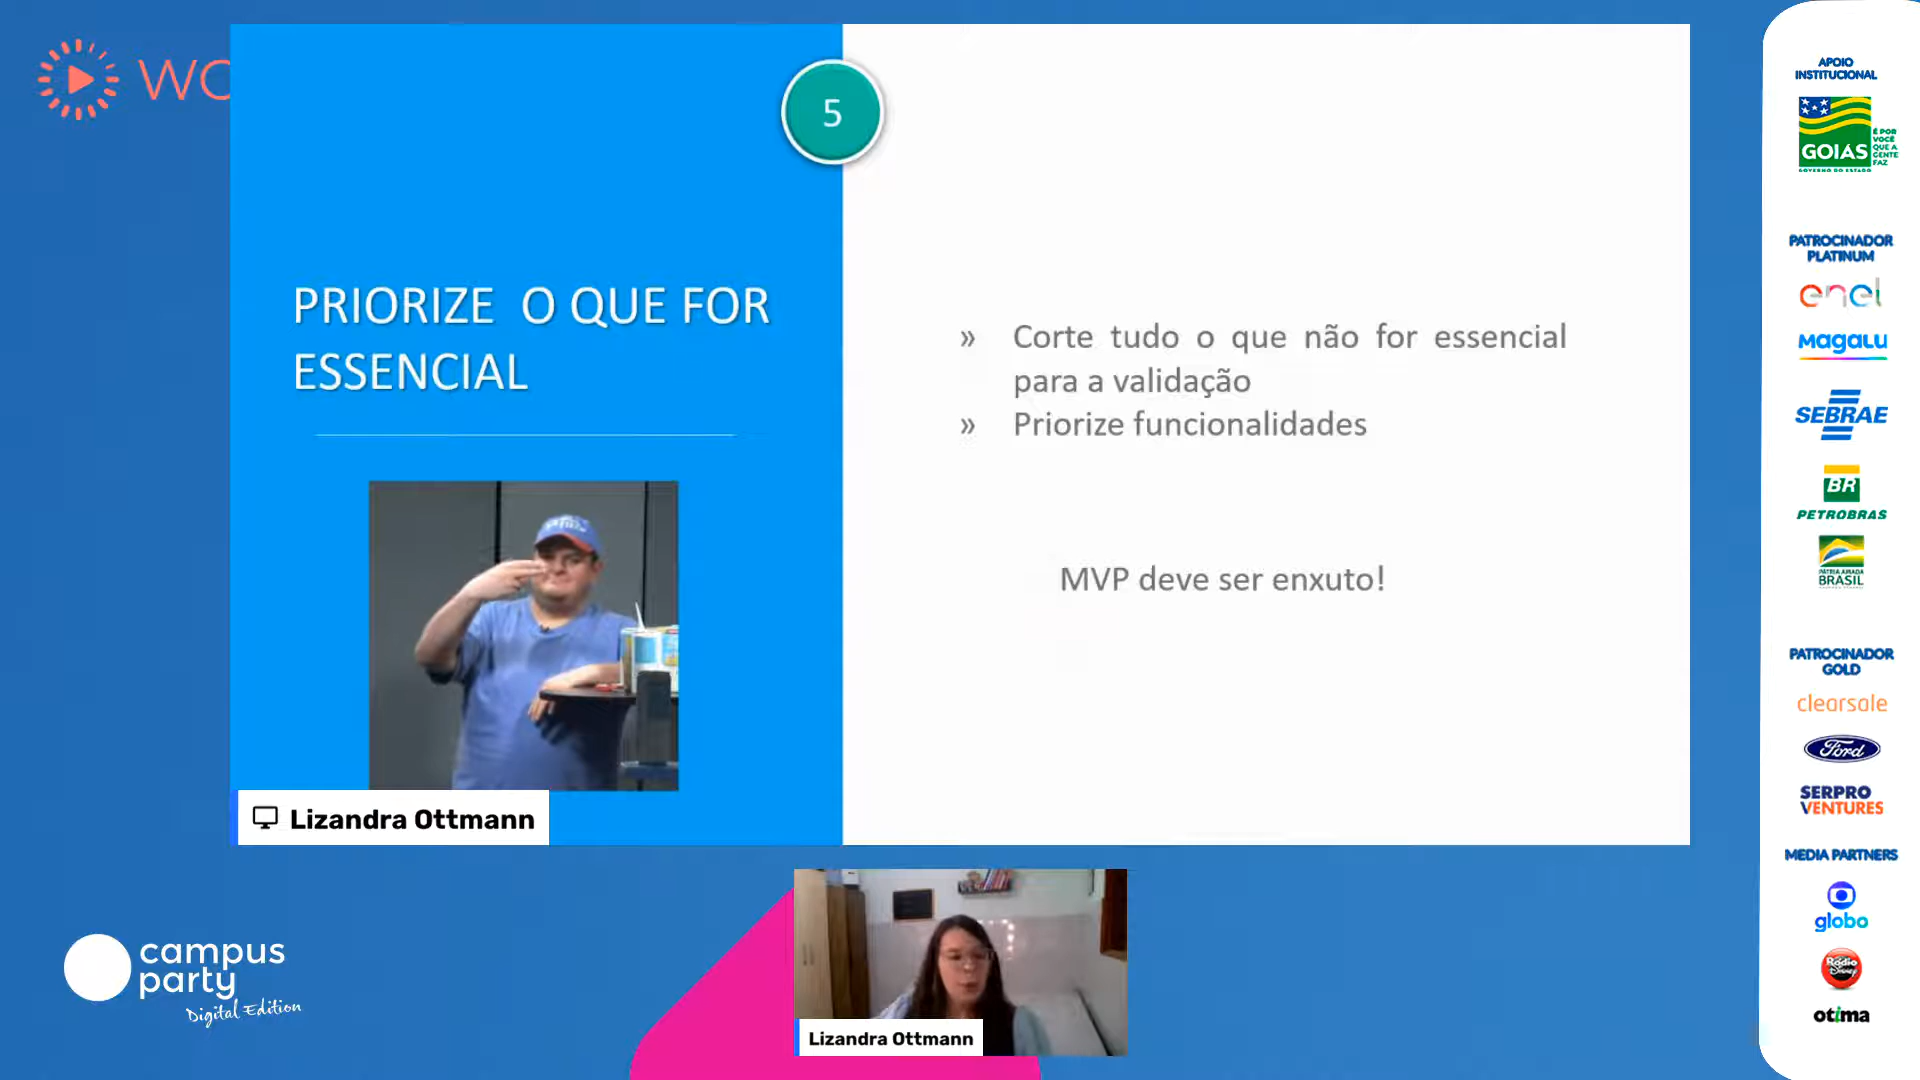 WO
5
PRIORIZE O QUE FOR
ESSENCIAL
» Corte tudo o que não for essencial
para a validação
» Priorize funcionalidades
MVP deve ser enxuto!
Lizandra Ottmann
Lizandra Ottmann
campus
party
Digital Edition
APOIO
INSTITUCIONAL
GOIÁS
GOVERNO DO ESTADO
É POR
VOCÊ
QUE A
GENTE
FAZ
PATROCINADOR
PLATINUM
enel
Magalu
SEBRAE
BR
PETROBRAS
PÁTRIA AMADA
BRASIL
PATROCINADOR
GOLD
clearsale
Ford
SERPRO
VENTURES
MEDIA PARTNERS
globo
Rádio
Disney
otima